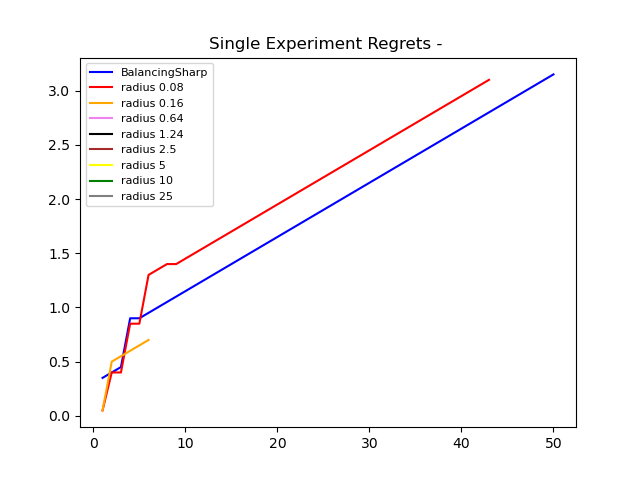 Single Experiment Regrets -
BalancingSharp
radius 0.08
radius 0.16
radius 0.64
radius 1.24
radius 2.5
radius 5
radius 10
radius 25
3.0
2.5
2.0
1.5
1.0
0.5
0.0
0 10 20 30 40 50